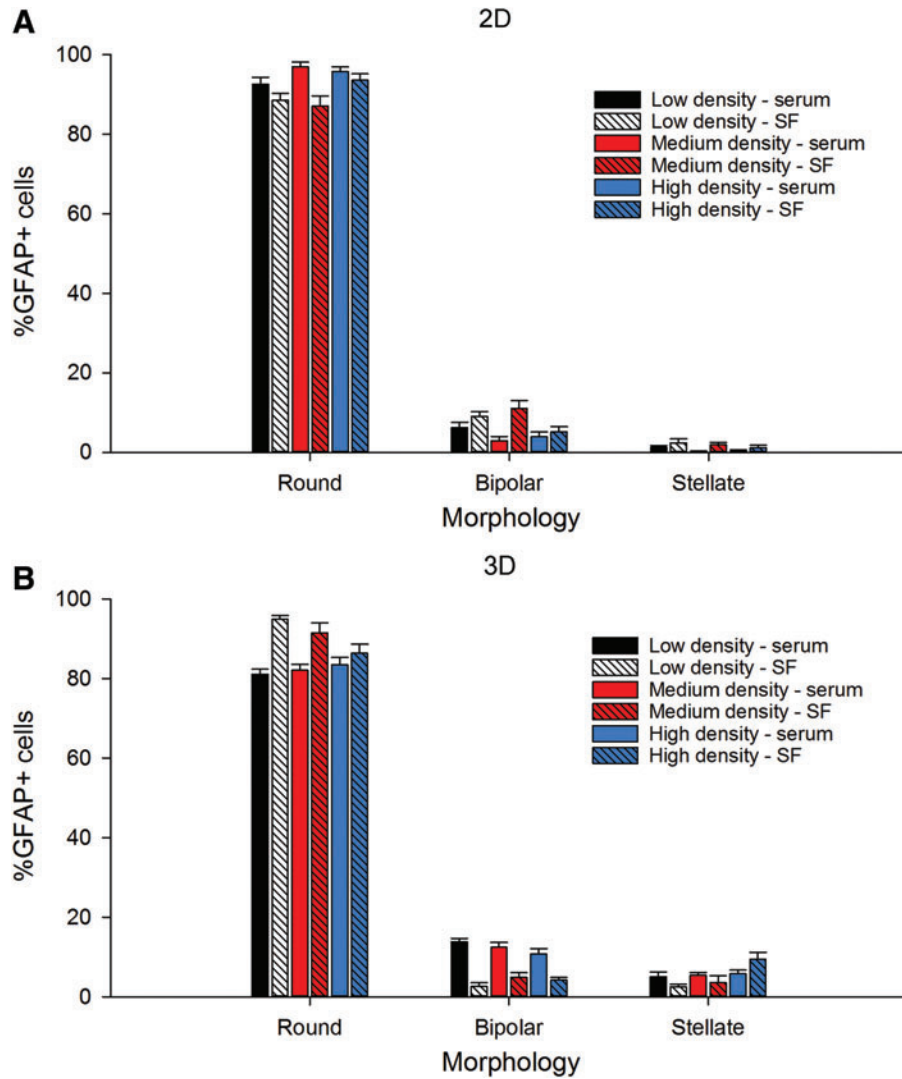 A
2D
100
80
60
40
20
0
%GFAP+ cells
Low density - serum
Low density - SF
Medium density - serum
Medium density - SF
High density - serum
High density - SF
Round
Bipolar
Stellate
Morphology
B
3D
100
80
60
40
20
0
%GFAP+ cells
Low density - serum
Low density - SF
Medium density - serum
Medium density - SF
High density - serum
High density - SF
Round
Bipolar
Stellate
Morphology